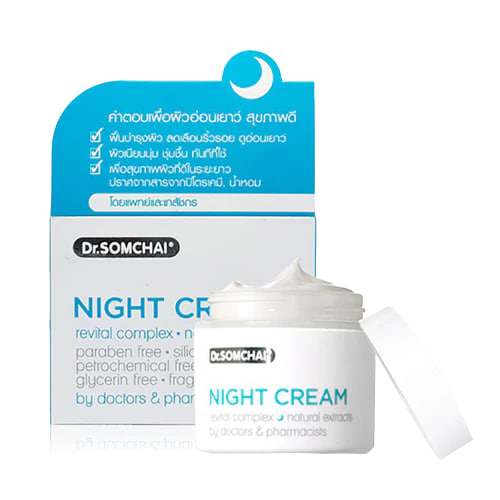 คำตอบเพื่อผิวอ่อนเยาว์ สุขภาพดี
ฟื้นบำรุงผิว ลดเลือนริ้วรอย ดูอ่อนเยาว์
ผิวเนียนนุ่ม ชุ่มชื้น ทันทีที่ใช้
เพื่อสุขภาพผิวที่ดีในระยะยาว
ปราศจากสารจากปิโตรเคมี, น้ำหอม
โดยแพทย์และเภสัชกร
Dr.SOMCHAI®
NIGHT CR
revital complex •
paraben free •
petrochemical free
glycerin free •
by doctors &
Dr.SOMCHAI
NIGHT CREAM
revital complex natural extracts
by doctors & pharmacists